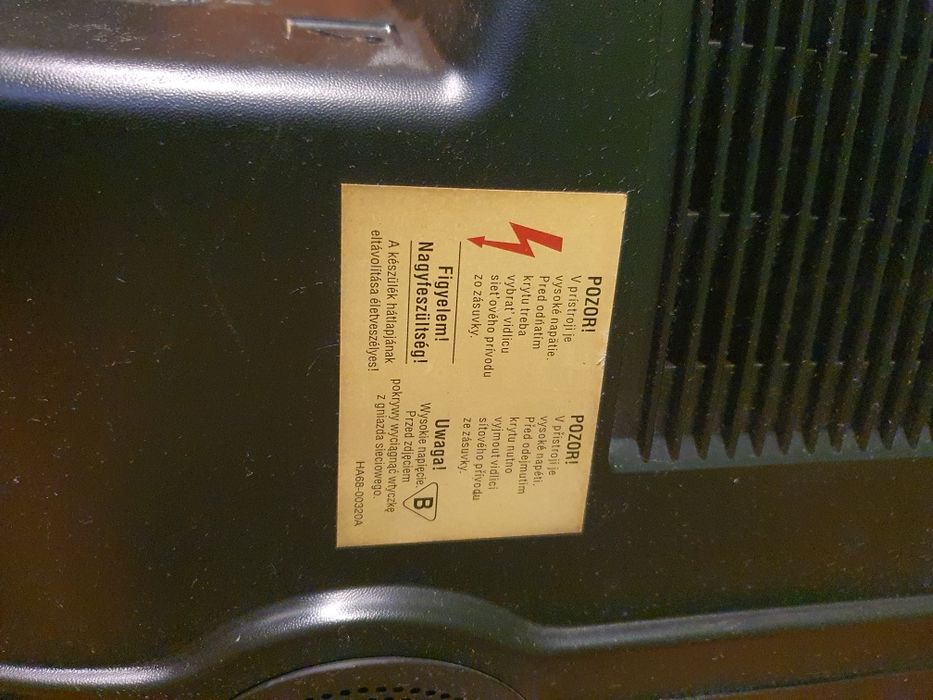 POZOR!
V prístroji je
vysoké napätie.
Pred odňatím
krytu treba
vybrať vidlicu
sieťového prívodu
zo zásuvky.
POZOR!
V přístroji je
vysoké napětí.
Před odejmutím
krytu nutno
vyjmout vidlici
síťového přívodu
ze zásuvky.
Figyelem!
Nagyfeszültség!
A készülék hátlapjának
eltávolítása életveszélyes!
Uwaga!
Wysokie napięcie.
Przed zdjęciem
pokrywy wyciągnąć wtyczkę
z gniazda sieciowego.
B
HA68-00320A